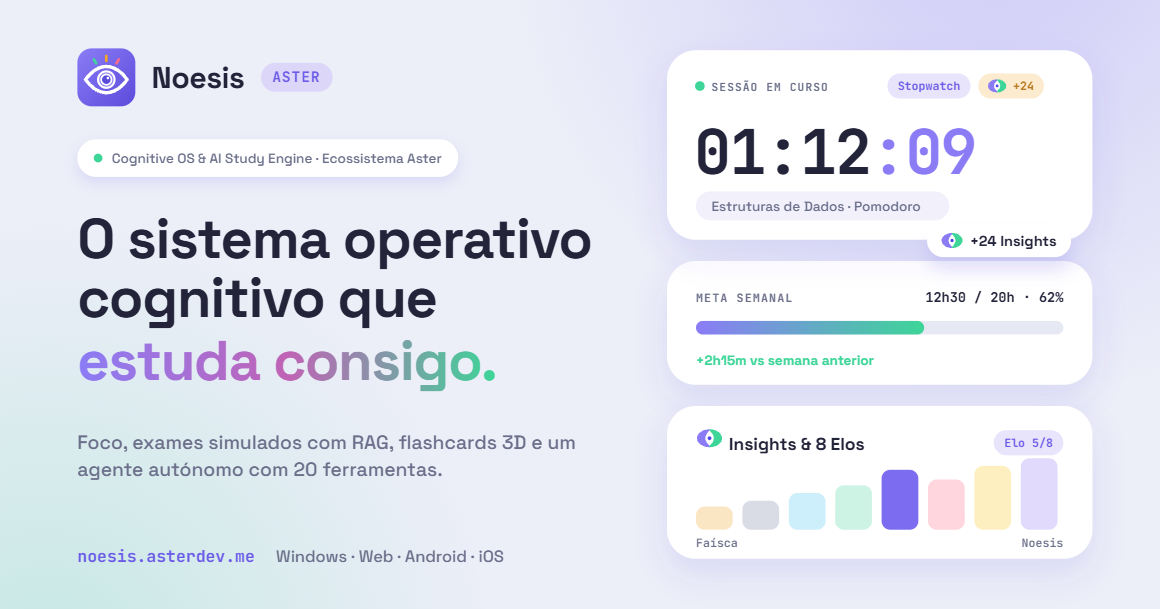 Noesis
ASTER
Cognitive OS & AI Study Engine · Ecossistema Aster
O sistema operativo
cognitivo que
estuda consigo.
Foco, exames simulados com RAG, flashcards 3D e um
agente autónomo com 20 ferramentas.
noesis.asterdev.me
Windows · Web · Android · iOS
SESSÃO EM CURSO
Stopwatch
+24
01:12:09
Estruturas de Dados · Pomodoro
+24 Insights
META SEMANAL
12h30 / 20h · 62%
+2h15m vs semana anterior
Insights & 8 Elos
Elo 5/8
Faísca
Noesis